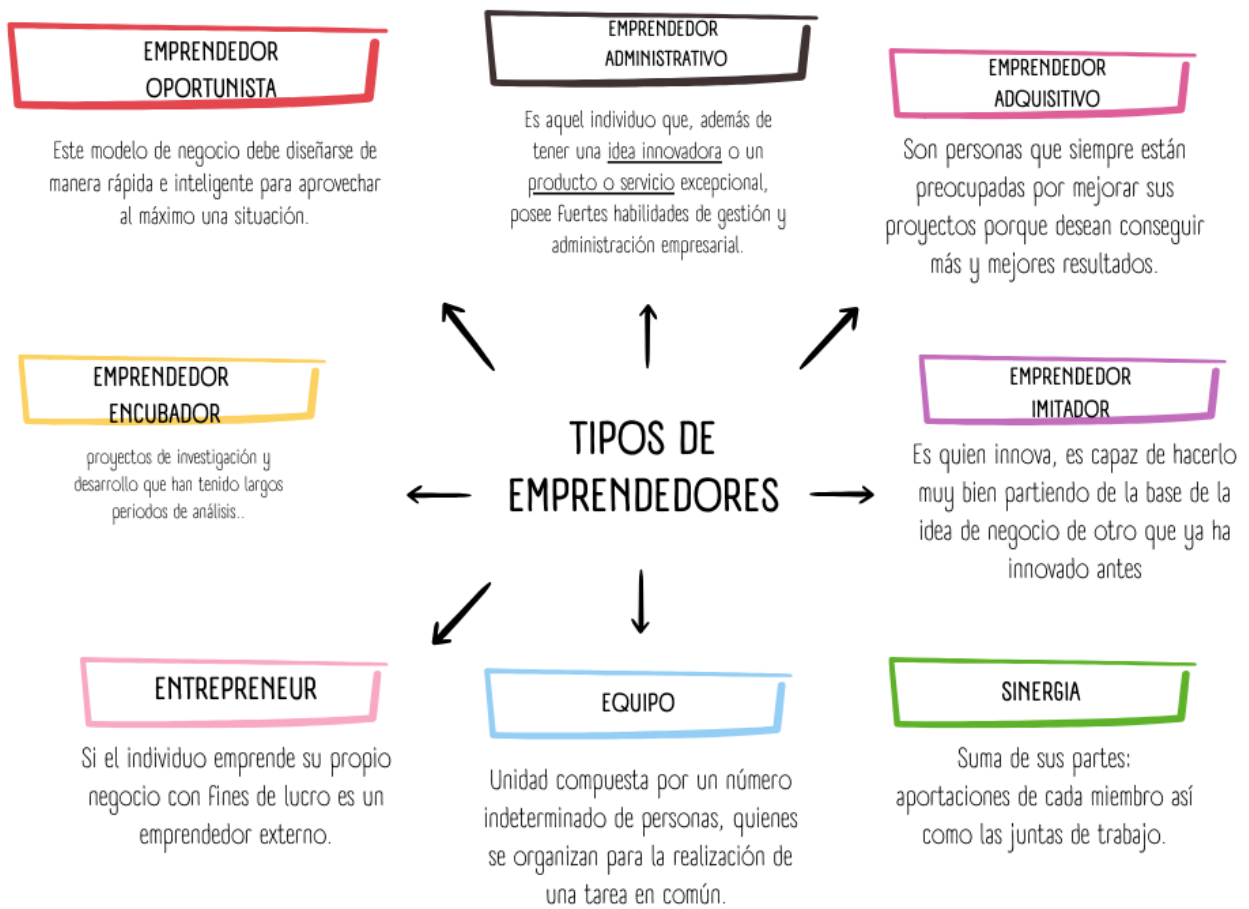 EMPRENDEDOR
OPORTUNISTA
Este modelo de negocio debe diseñarse de
manera rápida e inteligente para aprovechar
al máximo una situación.
EMPRENDEDOR
ADMINISTRATIVO
Es aquel individuo que, además de
tener una idea innovadora o un
producto o servicio excepcional,
posee fuertes habilidades de gestión y
administración empresarial.
EMPRENDEDOR
ADQUISITIVO
Son personas que siempre están
preocupadas por mejorar sus
proyectos porque desean conseguir
más y mejores resultados.
EMPRENDEDOR
ENCUBADOR
proyectos de investigación y
desarrollo que han tenido largos
periodos de análisis..
TIPOS DE
EMPRENDEDORES
EMPRENDEDOR
IMITADOR
Es quien innova, es capaz de hacerlo
muy bien partiendo de la base de la
idea de negocio de otro que ya ha
innovado antes
ENTREPRENEUR
Si el individuo emprende su propio
negocio con fines de lucro es un
emprendedor externo.
EQUIPO
Unidad compuesta por un número
indeterminado de personas, quienes
se organizan para la realización de
una tarea en común.
SINERGIA
Suma de sus partes:
aportaciones de cada miembro así
como las juntas de trabajo.